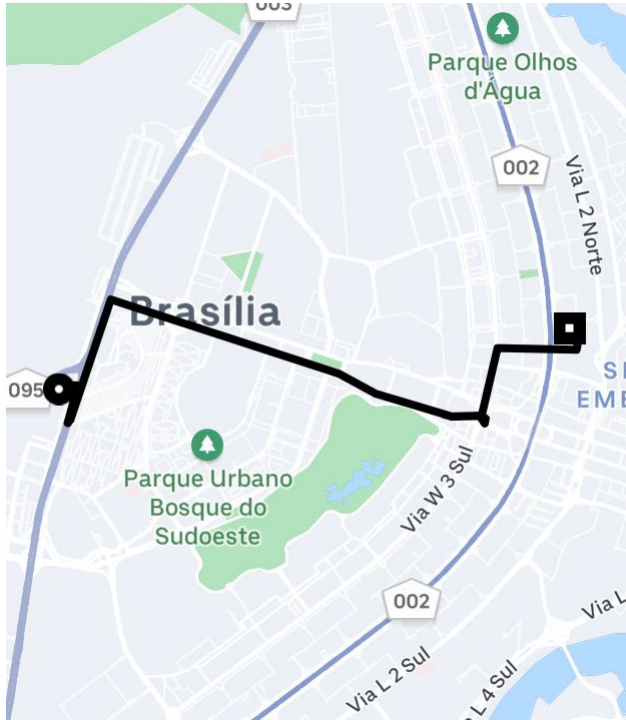 003
Parque Olhos
d'Água
002
Via L 2 Norte
Brasília
095
S
EME
Parque Urbano
Bosque do
Sudoeste
Via W 3 Sul
002
Via L
Via L 2 Sul
L 4 Sul